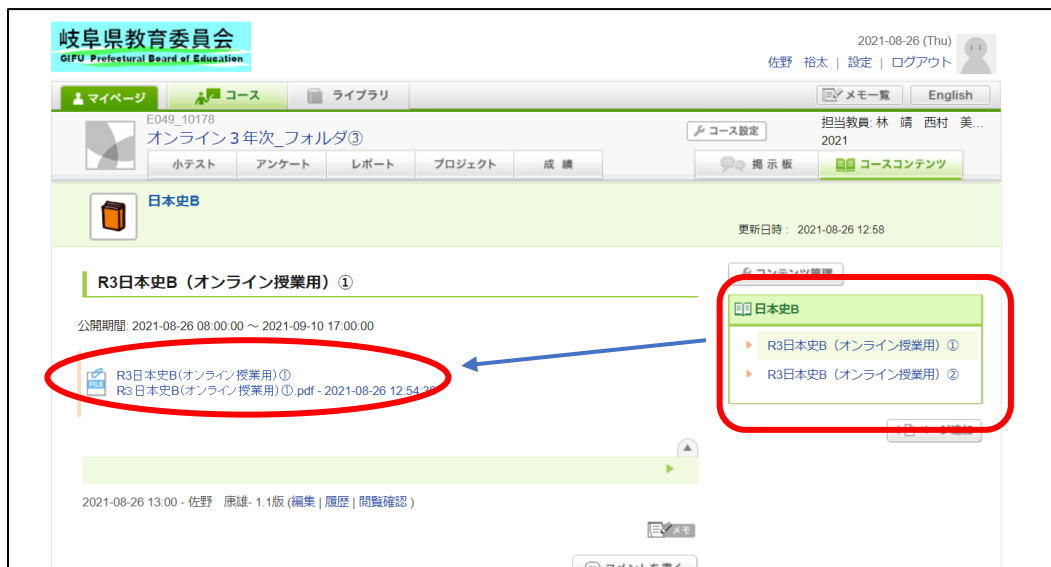 岐阜県教育委員会
GIFU Prefectural Board of Education
2021-08-26 (Thu)
佐野 裕太 | 設定 | ログアウト
マイページ
コース
ライブラリ
メモ一覧
English
E049_10178
オンライン３年次_フォルダ③
コース設定
担当教員: 林 靖 西村 美...
2021
小テスト
アンケート
レポート
プロジェクト
成 績
掲 示 板
コースコンテンツ
日本史B
更新日時 : 2021-08-26 12:58
R3日本史B（オンライン授業用）①
コンテンツ管理
日本史B
R3日本史B（オンライン授業用）①
R3日本史B（オンライン授業用）②
公開期間: 2021-08-26 08:00:00 ～ 2021-09-10 17:00:00
FILE
R3日本史B(オンライン授業用)①
R3日本史B(オンライン授業用)①.pdf - 2021-08-26 12:54:
ページ追加
2021-08-26 13:00 - 佐野 康雄- 1.1版 (編集 | 履歴 | 閲覧確認 )
メモ
コメントを書く